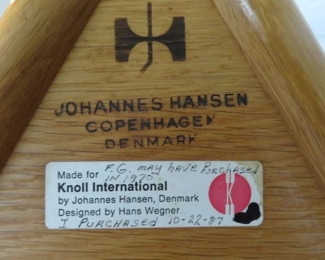 JOHANNES HANSEN
COPENHAGEN
DENMARK
Made for F.G. may have Purchased
IN 1970
Knoll International
by Johannes Hansen, Denmark
Designed by Hans Wegner
I PURCHASED 10-22-87